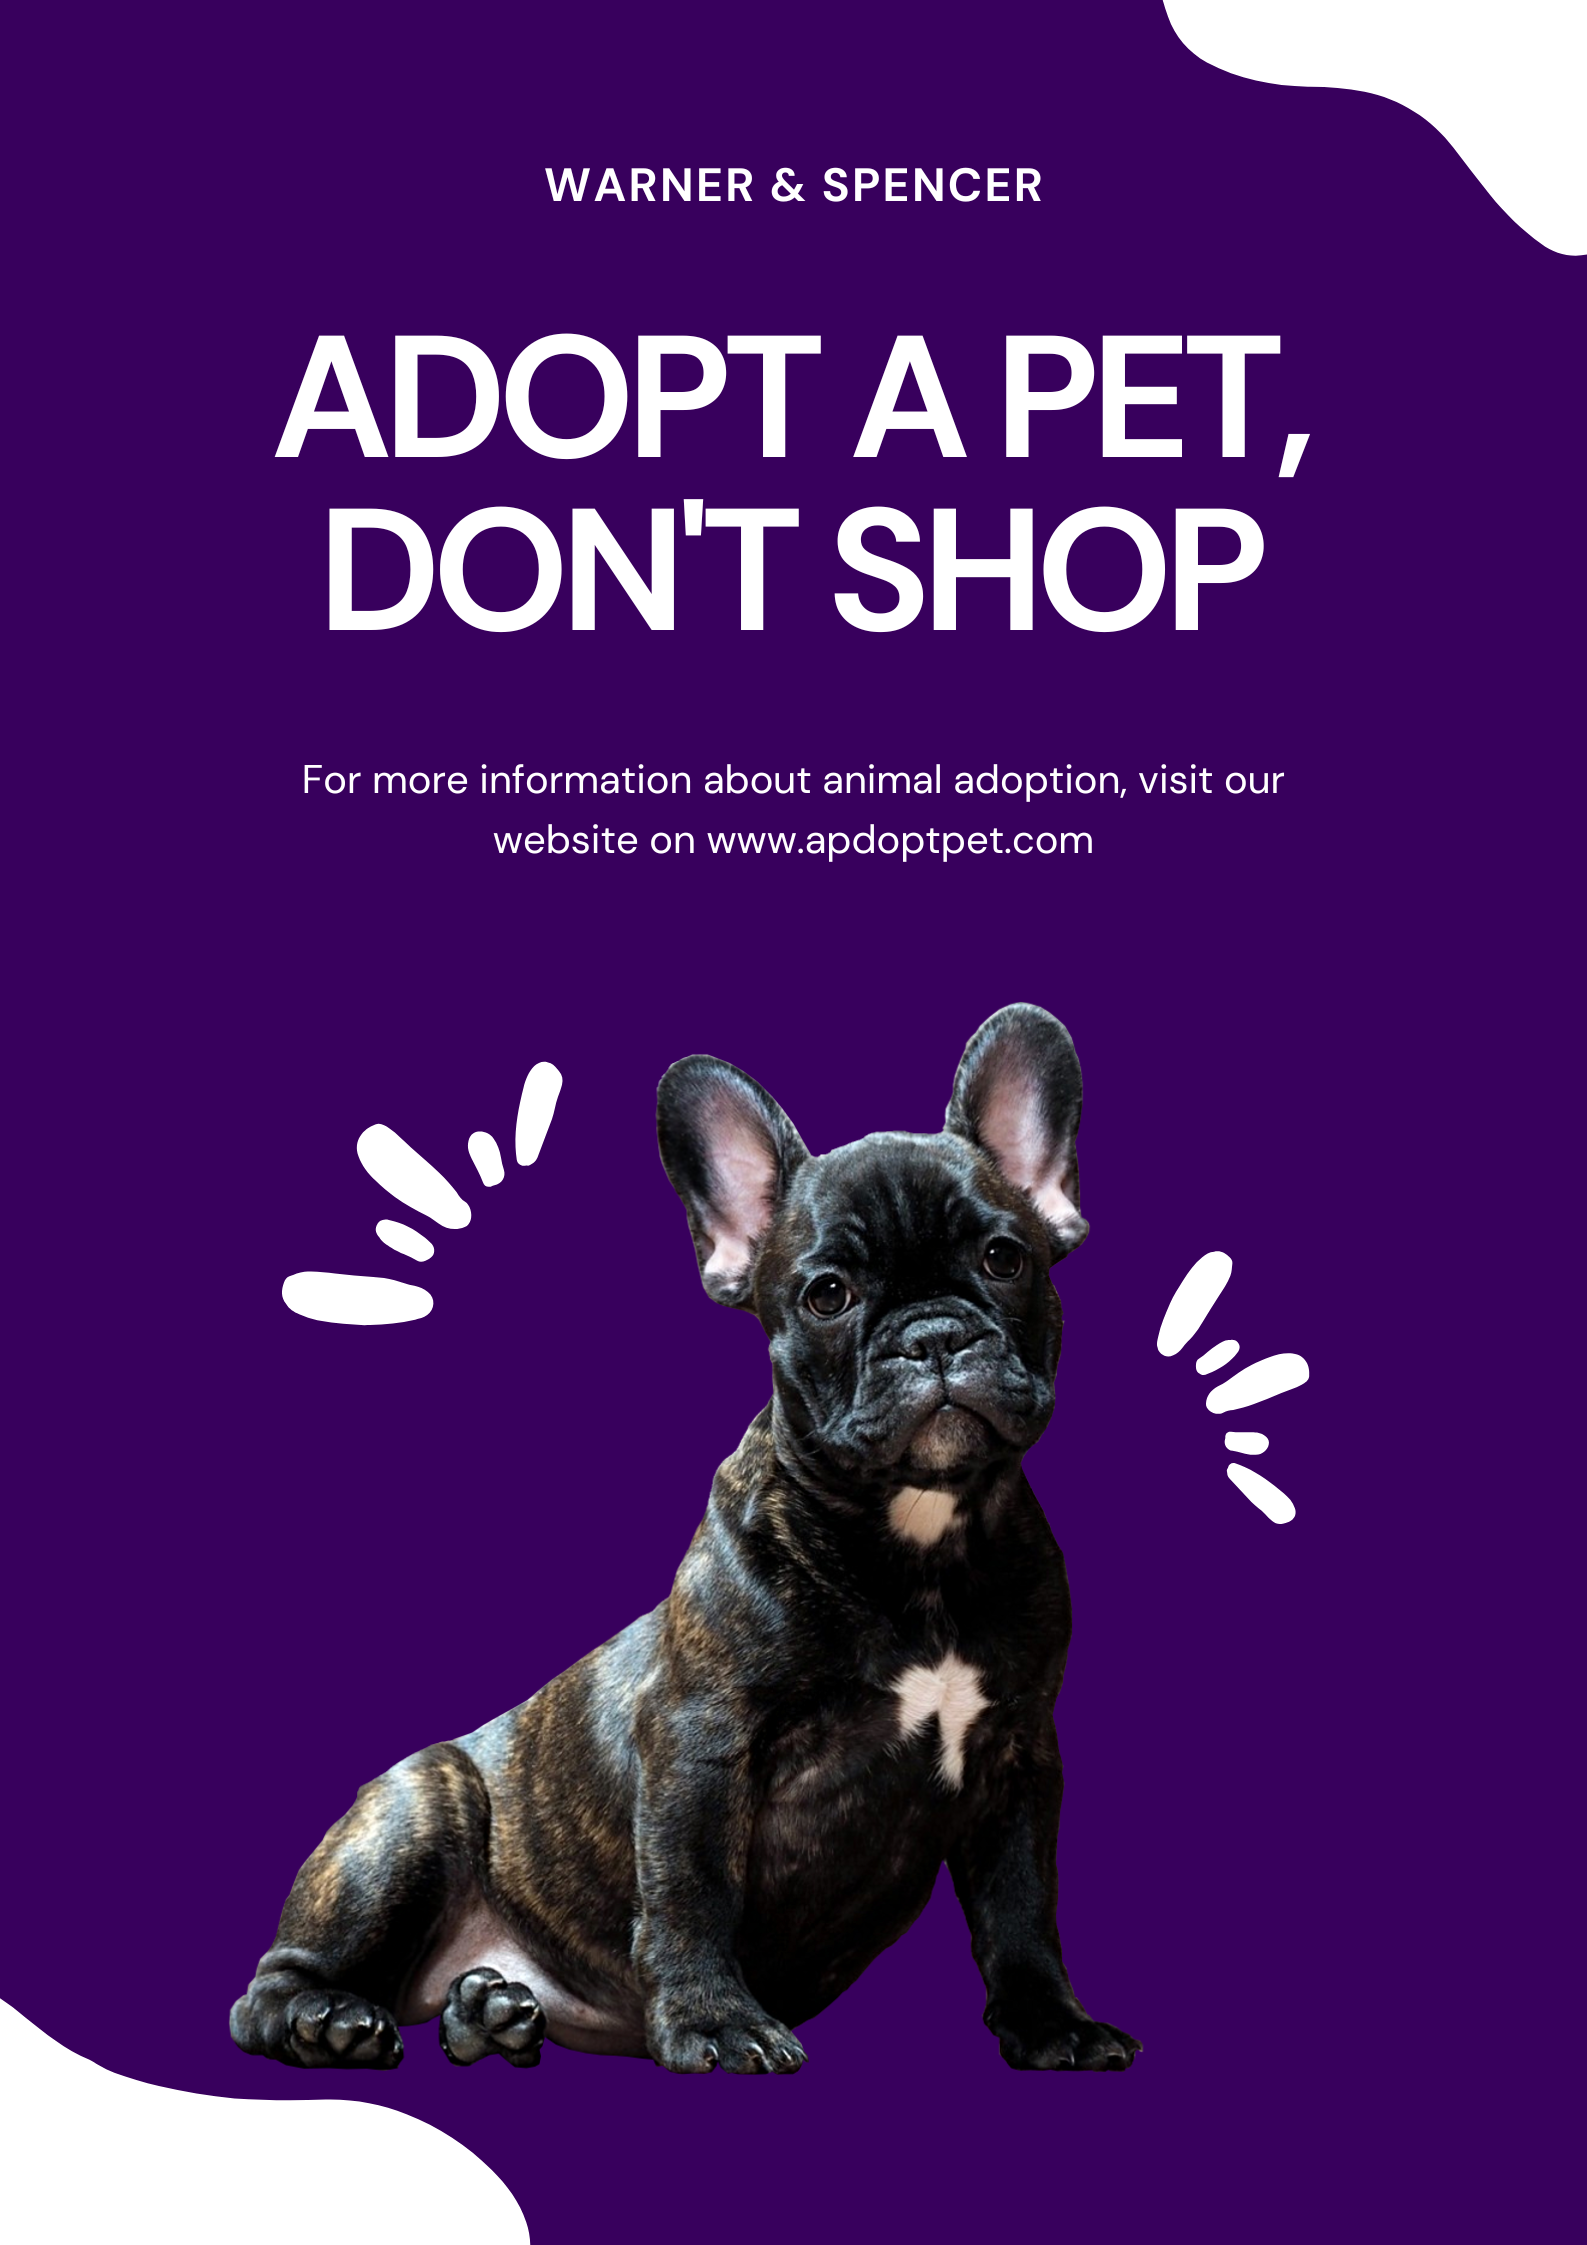 WARNER & SPENCER
ADOPT A PET,
DON'T SHOP
For more information about animal adoption, visit our
website on www.apdoptpet.com